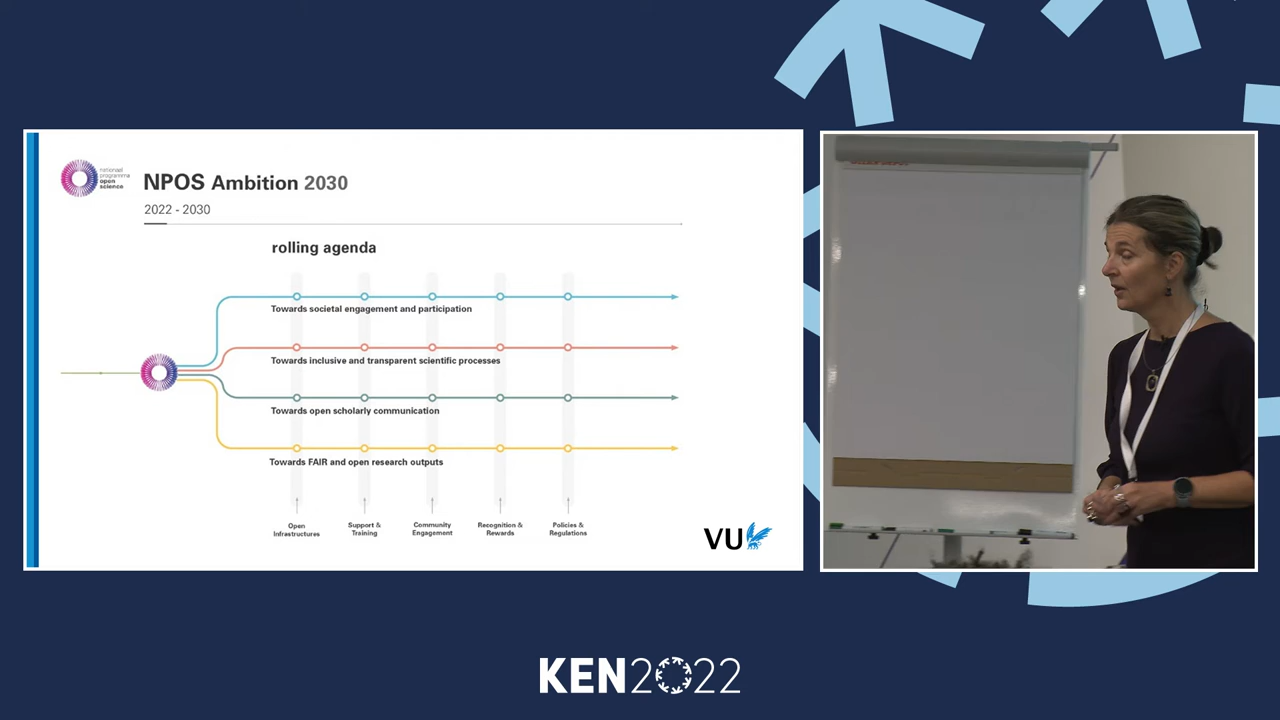 nationaal
programma
open
science
NPOS Ambition 2030
2022 - 2030
rolling agenda
Towards societal engagement and participation
Towards inclusive and transparent scientific processes
Towards open scholarly communication
Towards FAIR and open research outputs
Open
Infrastructures
Support &
Training
Community
Engagement
Recognition &
Rewards
Policies &
Regulations
VU
KEN2022